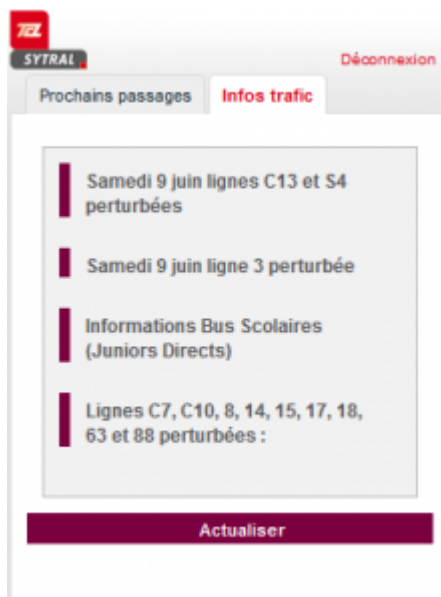 TCL
SYTRAL
Déconnexion
Prochains passages
Infos trafic
Samedi 9 juin lignes C13 et S4
perturbées
Samedi 9 juin ligne 3 perturbée
Informations Bus Scolaires
(Juniors Directs)
Lignes C7, C10, 8, 14, 15, 17, 18,
63 et 88 perturbées :
Actualiser